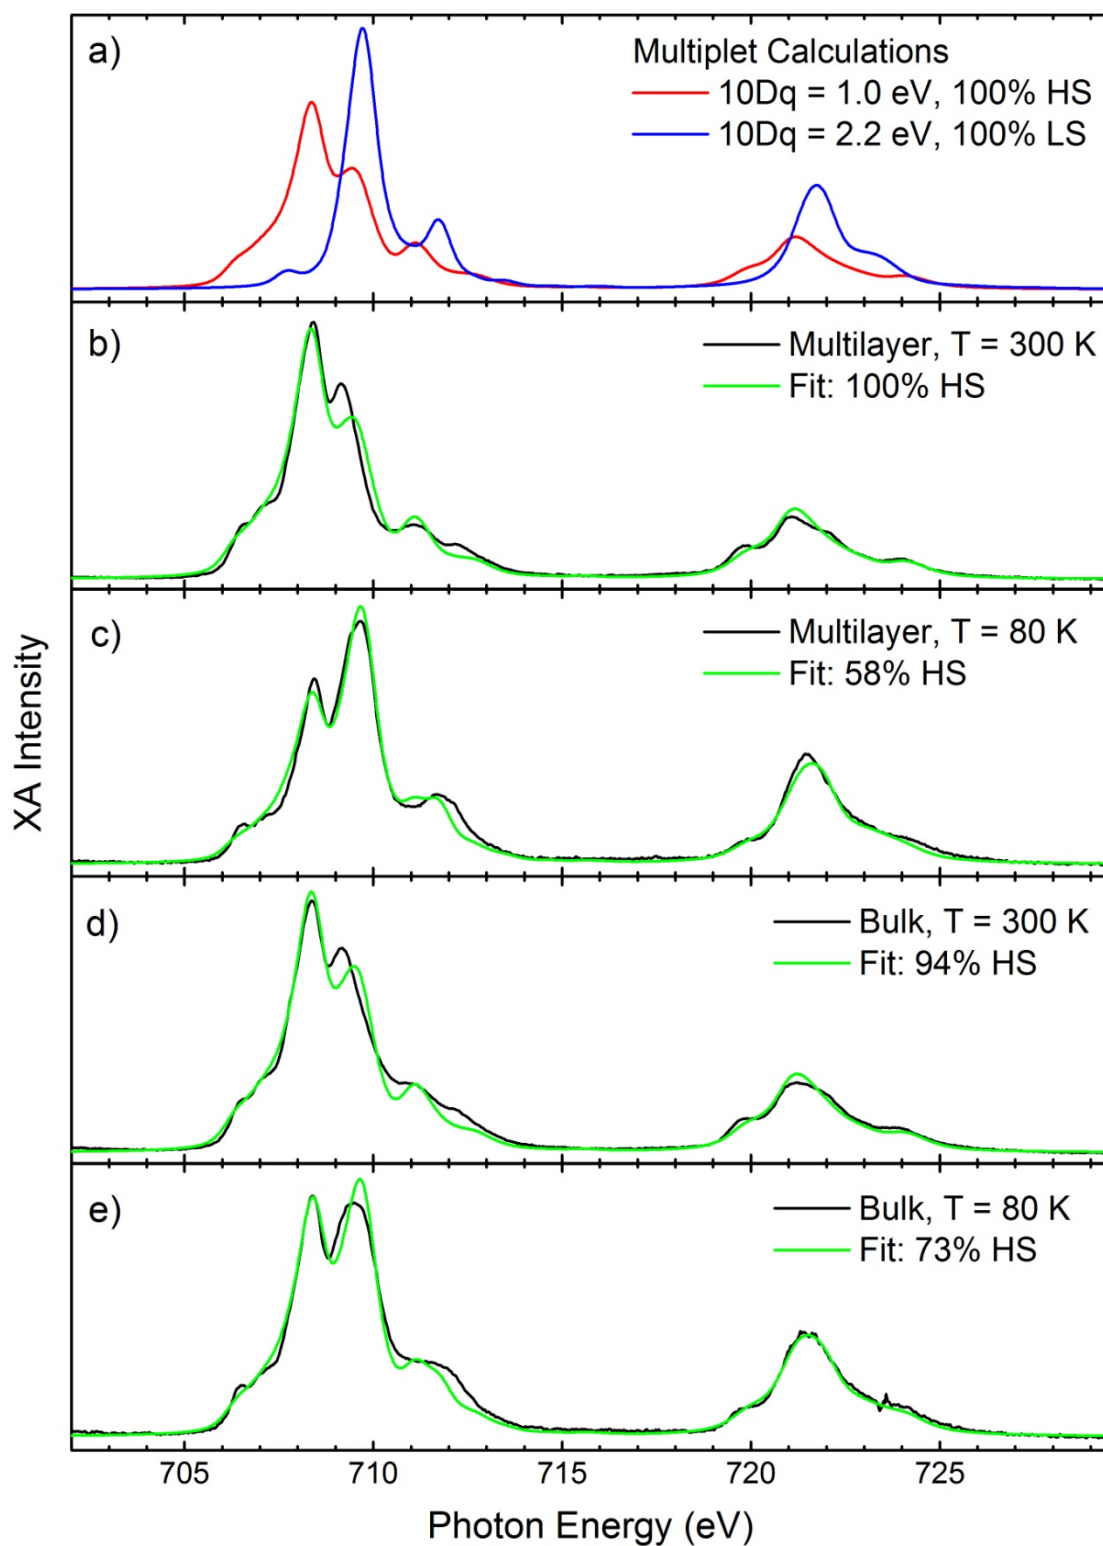 a)
Multiplet Calculations
10Dq = 1.0 eV, 100% HS
10Dq = 2.2 eV, 100% LS
b)
Multilayer, T = 300 K
Fit: 100% HS
c)
Multilayer, T = 80 K
Fit: 58% HS
XA Intensity
d)
Bulk, T = 300 K
Fit: 94% HS
e)
Bulk, T = 80 K
Fit: 73% HS
705 710 715 720 725
Photon Energy (eV)